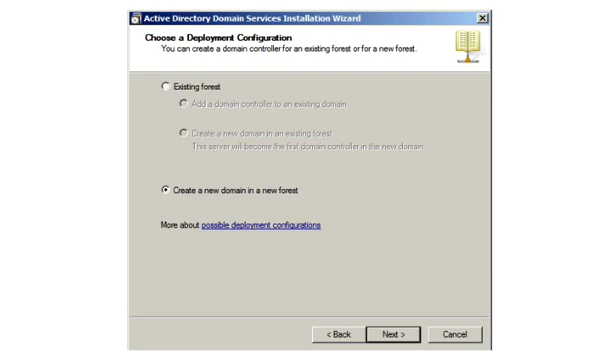 Active Directory Domain Services Installation Wizard
Choose a Deployment Configuration
You can create a domain controller for an existing forest or for a new forest.
Existing forest
Add a domain controller to an existing domain
Create a new domain in an existing forest
This server will become the first domain controller in the new domain.
Create a new domain in a new forest
More about possible deployment configurations
< Back Next > Cancel